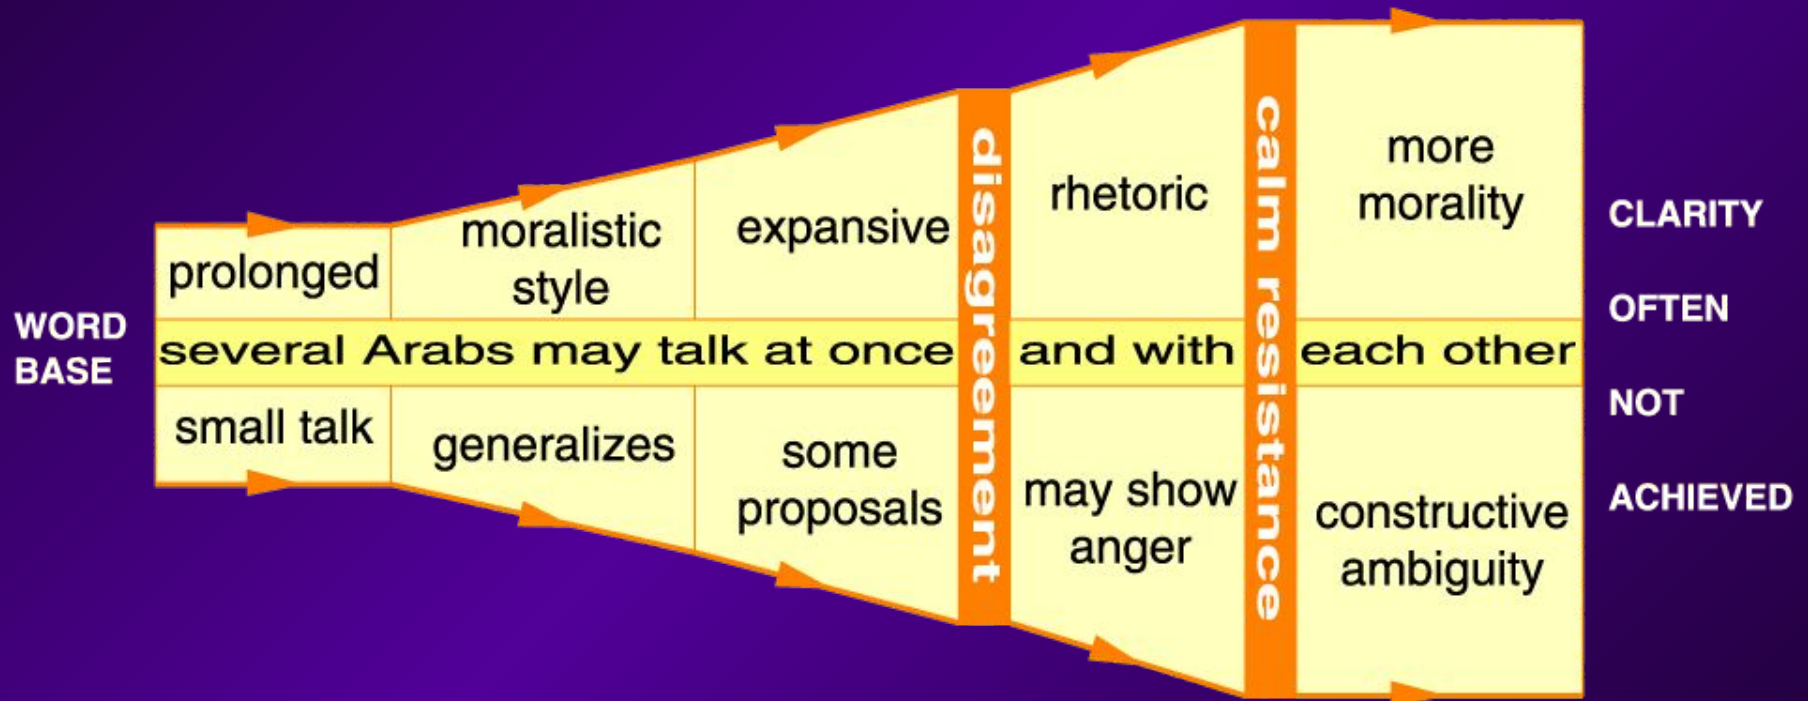 WORD
BASE
prolonged
small talk
moralistic
style
generalizes
expansive
some
proposals
several Arabs may talk at once
disagreement
rhetoric
and with
may show
anger
calm resistance
more
morality
each other
constructive
ambiguity
CLARITY
OFTEN
NOT
ACHIEVED